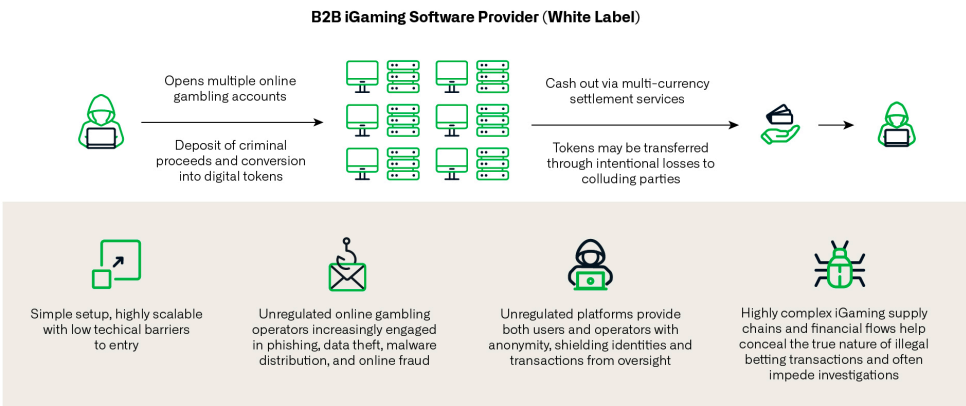 B2B iGaming Software Provider (White Label)
Opens multiple online
gambling accounts
Deposit of criminal
proceeds and conversion
into digital tokens
Cash out via multi-currency
settlement services
Tokens may be transferred
through intentional losses to
colluding parties
Simple setup, highly scalable
with low techical barriers
to entry
Unregulated online gambling
operators increasingly engaged
in phishing, data theft, malware
distribution, and online fraud
Unregulated platforms provide
both users and operators with
anonymity, shielding identities and
transactions from oversight
Highly complex iGaming supply
chains and financial flows help
conceal the true nature of illegal
betting transactions and often
impede investigations